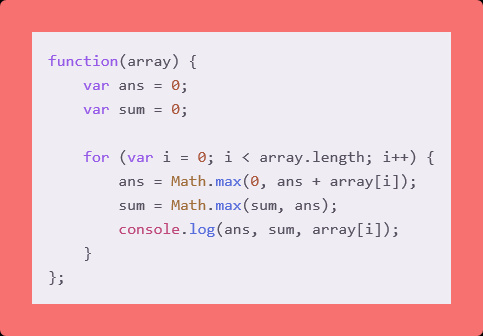 function(array) {
    var ans = 0;
    var sum = 0;

    for (var i = 0; i < array.length; i++) {
        ans = Math.max(0, ans + array[i]);
        sum = Math.max(sum, ans);
        console.log(ans, sum, array[i]);
    }
};